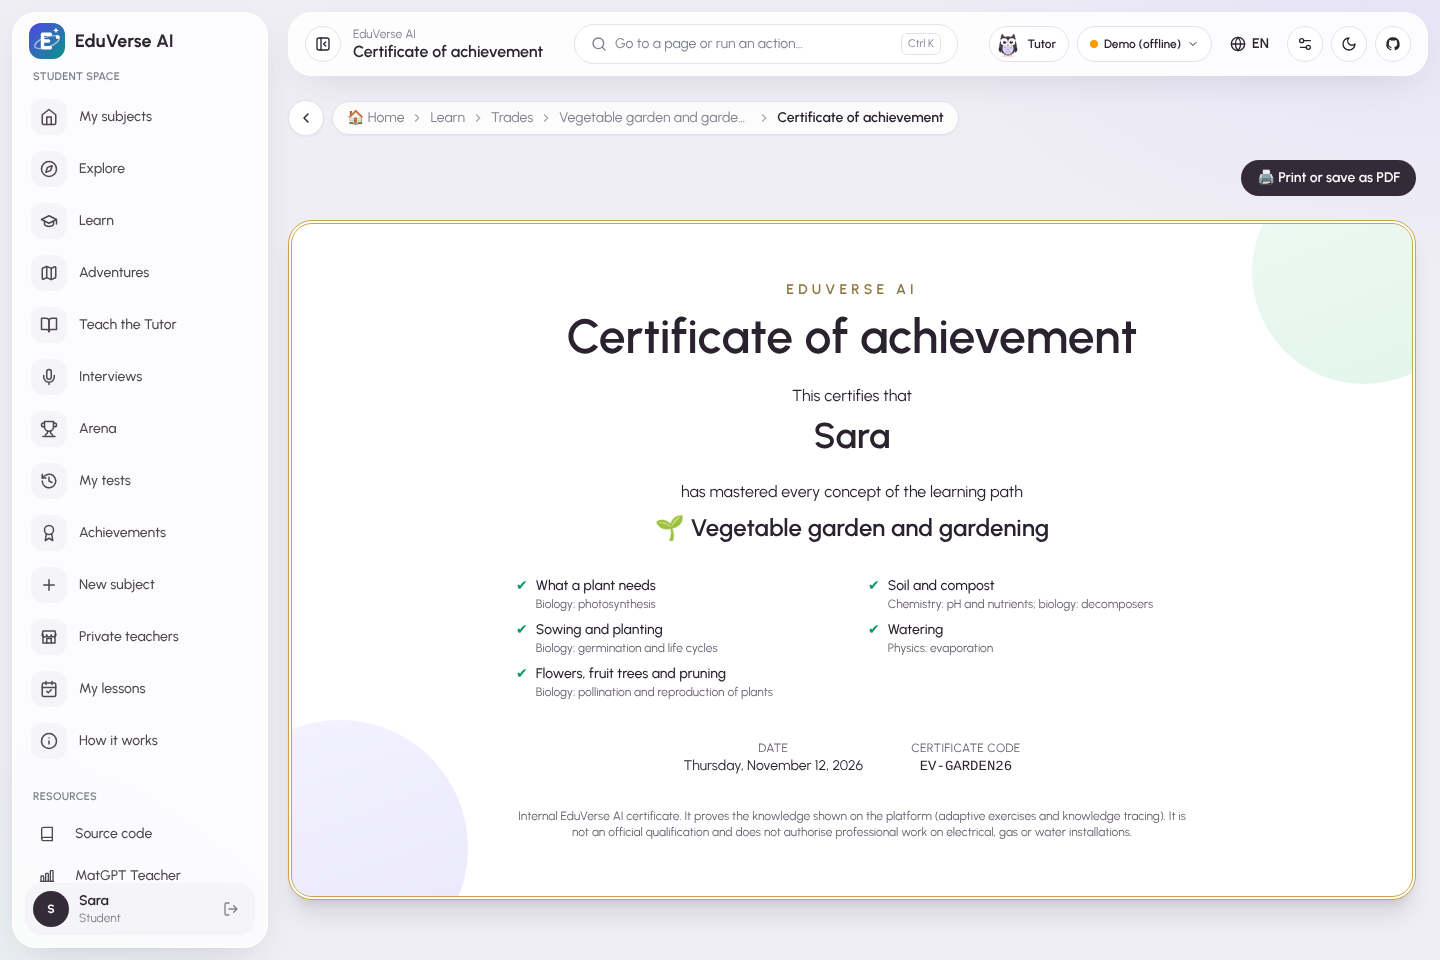 EduVerse AI
STUDENT SPACE
My subjects
Explore
Learn
Adventures
Teach the Tutor
Interviews
Arena
My tests
Achievements
New subject
Private teachers
My lessons
How it works
RESOURCES
Source code
MatGPT Teacher
S
Sara
Student
EduVerse AI
Certificate of achievement
Go to a page or run an action...
Ctrl K
Tutor
Demo (offline)
EN
Home
Learn
Trades
Vegetable garden and garde...
Certificate of achievement
Print or save as PDF
EDUVERSE AI
Certificate of achievement
This certifies that
Sara
has mastered every concept of the learning path
Vegetable garden and gardening
✔ What a plant needs
Biology: photosynthesis
✔ Soil and compost
Chemistry: pH and nutrients; biology: decomposers
✔ Sowing and planting
Biology: germination and life cycles
✔ Watering
Physics: evaporation
✔ Flowers, fruit trees and pruning
Biology: pollination and reproduction of plants
DATE
Thursday, November 12, 2026
CERTIFICATE CODE
EV-GARDEN26
Internal EduVerse AI certificate. It proves the knowledge shown on the platform (adaptive exercises and knowledge tracing). It is
not an official qualification and does not authorise professional work on electrical, gas or water installations.